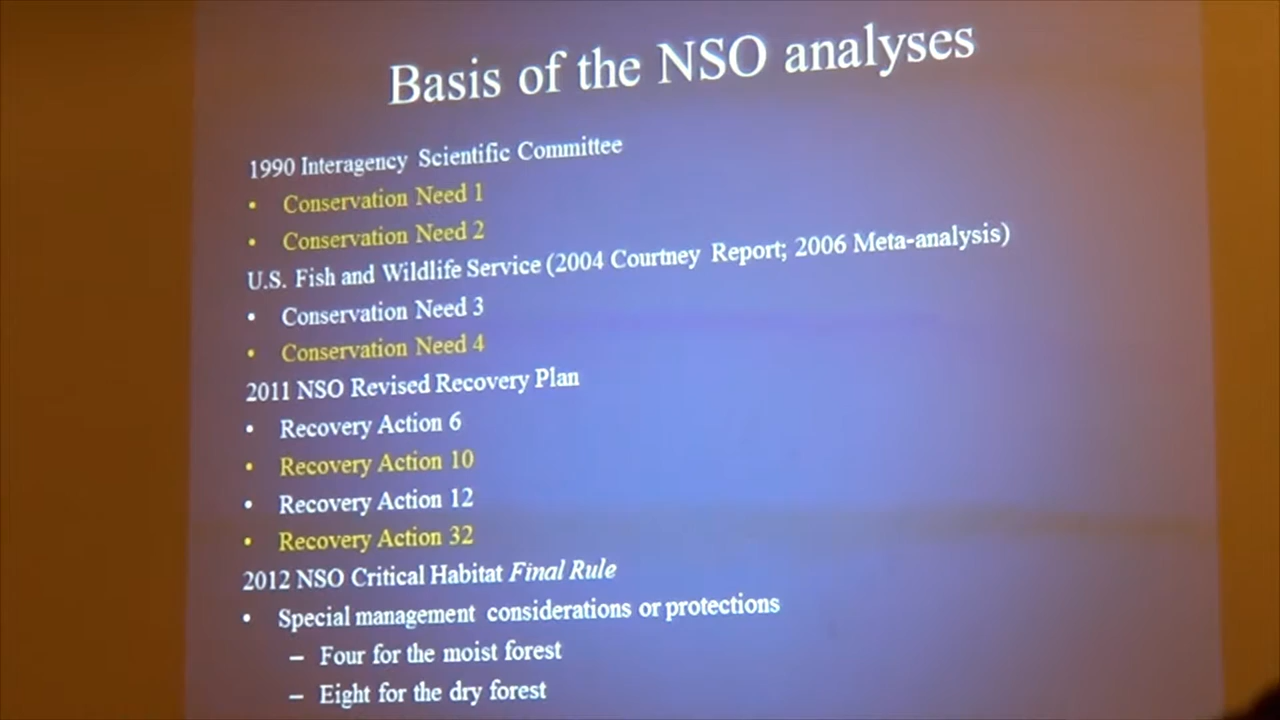 Basis of the NSO analyses
1990 Interagency Scientific Committee
• Conservation Need 1
• Conservation Need 2
U.S. Fish and Wildlife Service (2004 Courtney Report; 2006 Meta-analysis)
• Conservation Need 3
• Conservation Need 4
2011 NSO Revised Recovery Plan
• Recovery Action 6
• Recovery Action 10
• Recovery Action 12
• Recovery Action 32
2012 NSO Critical Habitat Final Rule
• Special management considerations or protections
– Four for the moist forest
– Eight for the dry forest